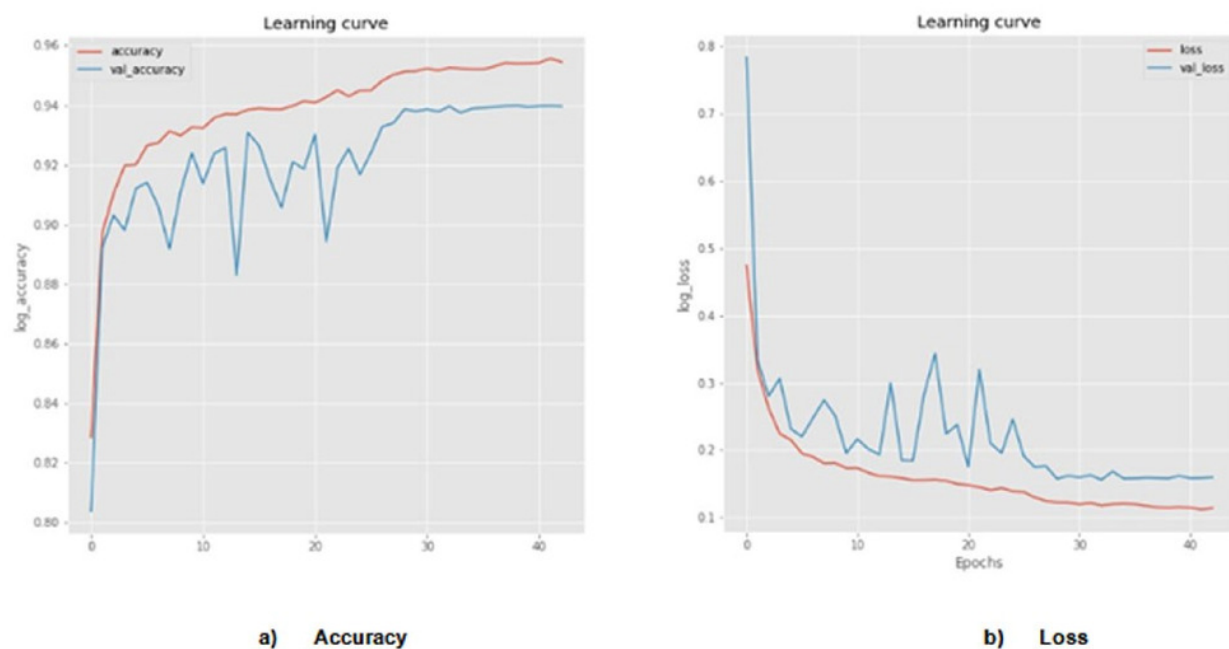 Learning curve
accuracy
val_accuracy
0.96
0.94
0.92
0.90
0.88
0.86
0.84
0.82
0.80
log_accuracy
0
10
20
30
40
a) Accuracy
Learning curve
loss
val_loss
0.8
0.7
0.6
0.5
0.4
0.3
0.2
0.1
log_loss
0
10
20
30
40
Epochs
b) Loss